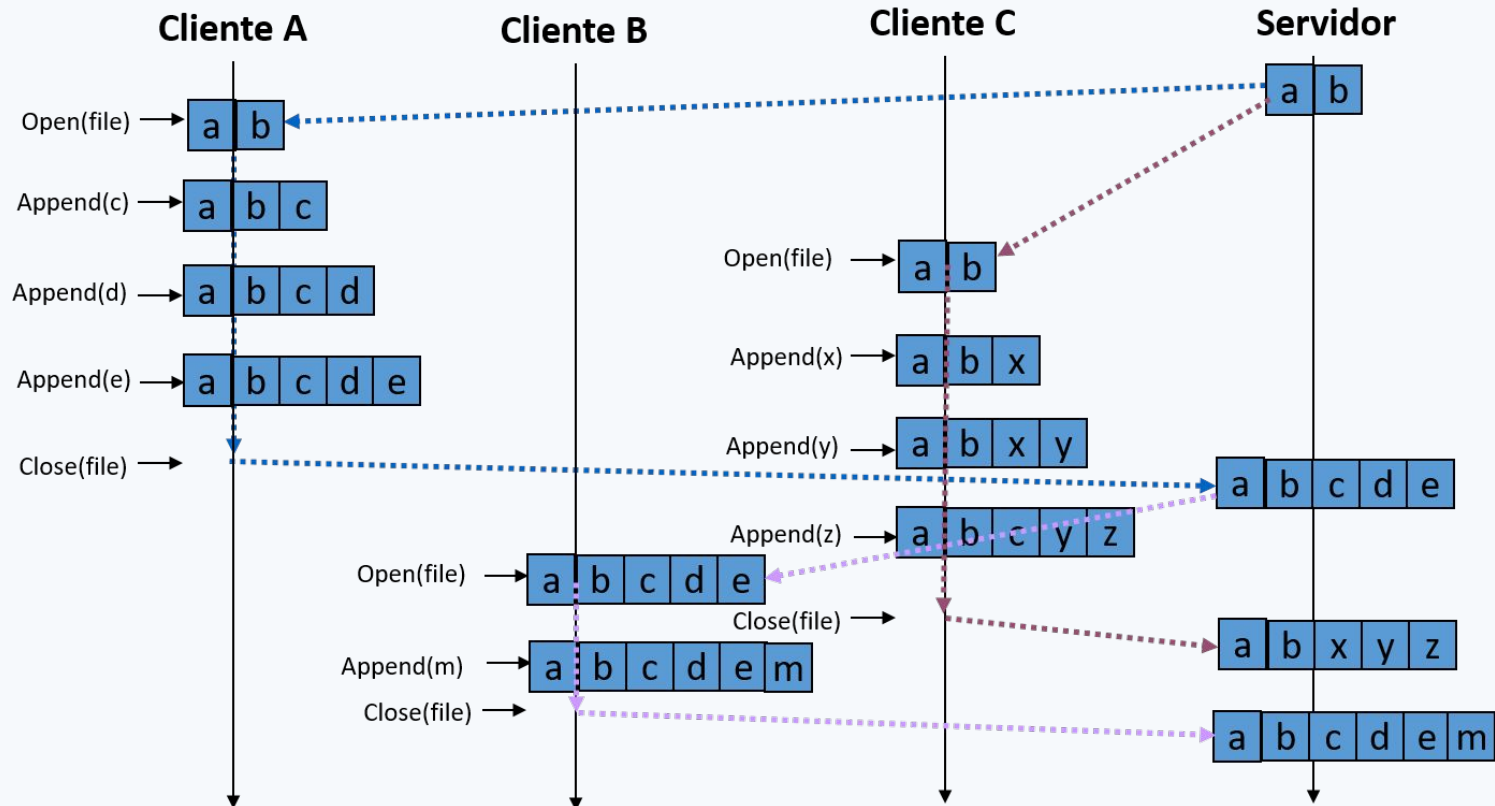 Cliente A
Cliente B
Cliente C
Servidor
a b
Open(file)
a b
Append(c)
a b c
Open(file)
a b
Append(d)
a b c d
Append(x)
a b x
Append(e)
a b c d e
Append(y)
a b x y
Close(file)
a b c d e
Append(z)
a b c y z
Open(file)
a b c d e
Close(file)
a b x y z
Append(m)
a b c d e m
Close(file)
a b c d e m